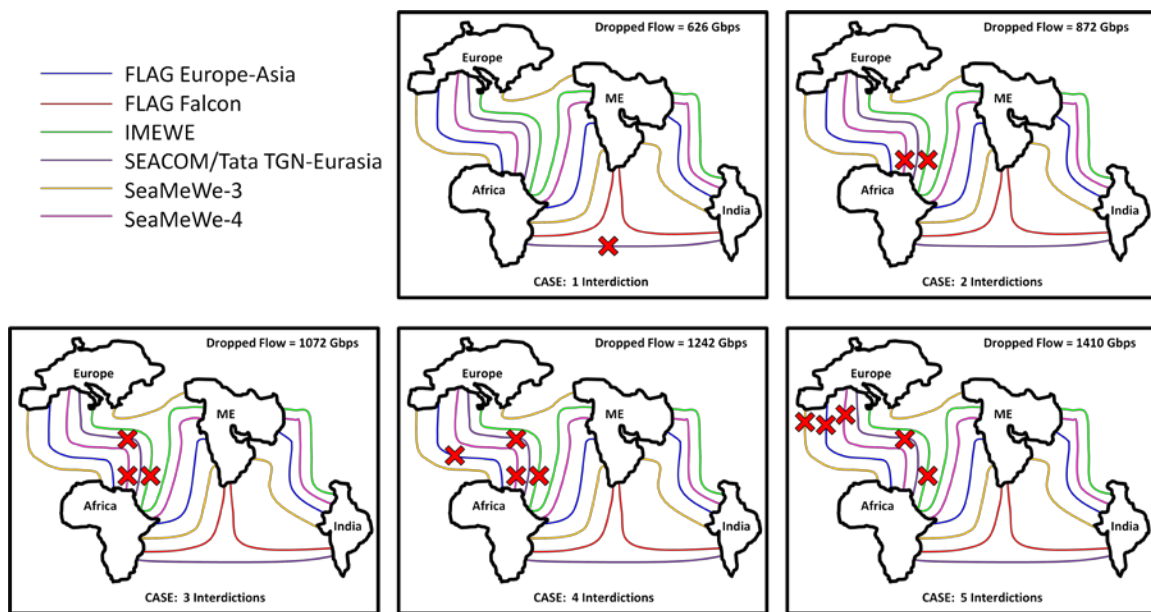 FLAG Europe-Asia
FLAG Falcon
IMEWE
SEACOM/Tata TGN-Eurasia
SeaMeWe-3
SeaMeWe-4
Dropped Flow = 626 Gbps
Europe
ME
Africa
India
CASE: 1 Interdiction
Dropped Flow = 872 Gbps
Europe
ME
Africa
India
CASE: 2 Interdictions
Dropped Flow = 1072 Gbps
Europe
ME
Africa
India
CASE: 3 Interdictions
Dropped Flow = 1242 Gbps
Europe
ME
Africa
India
CASE: 4 Interdictions
Dropped Flow = 1410 Gbps
Europe
ME
Africa
India
CASE: 5 Interdictions